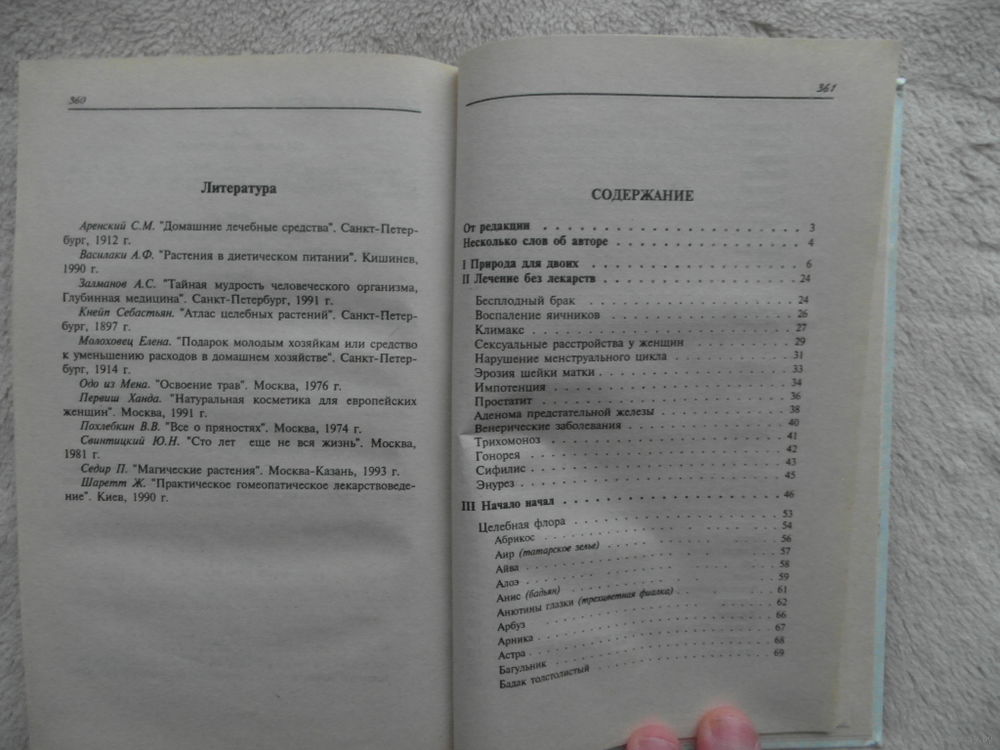 360
Литература
Аренский С.М. "Домашние лечебные средства". Санкт-Петер-
бург, 1912 г.
Василаки А.Ф. "Растения в диетическом питании". Кишинев,
1990 г.
Залманов А.С. "Тайная мудрость человеческого организма,
Глубинная медицина". Санкт-Петербург, 1991 г.
Кнейп Себастьян. "Атлас целебных растений". Санкт-Петер-
бург, 1897 г.
Молоховец Елена. "Подарок молодым хозяйкам или средство
к уменьшению расходов в домашнем хозяйстве". Санкт-Петер-
бург, 1914 г.
Одо из Мена. "Освоение трав". Москва, 1976 г.
Первиш Ханда. "Натуральная косметика для европейских
женщин". Москва, 1991 г.
Похлебкин В.В. "Все о пряностях". Москва, 1974 г.
Свинтицкий Ю.Н. "Сто лет еще не вся жизнь". Москва,
1981 г.
Седир П. "Магические растения". Москва-Казань, 1993 г.
Шаретт Ж. "Практическое гомеопатическое лекарствоведе-
ние". Киев, 1990 г.
361
СОДЕРЖАНИЕ
От редакции . . . . . . . . . . 3
Несколько слов об авторе . . . . . . . . . . 4
I Природа для двоих . . . . . . . . . . 6
II Лечение без лекарств . . . . . . . . . . 24
Бесплодный брак . . . . . . . . . . 24
Воспаление яичников . . . . . . . . . . 26
Климакс . . . . . . . . . . 27
Сексуальные расстройства у женщин . . . . . . . . . . 29
Нарушение менструального цикла . . . . . . . . . . 31
Эрозия шейки матки . . . . . . . . . . 33
Импотенция . . . . . . . . . . 34
Простатит . . . . . . . . . . 36
Аденома предстательной железы . . . . . . . . . . 38
Венерические заболевания . . . . . . . . . . 40
Трихомоноз . . . . . . . . . . 41
Гонорея . . . . . . . . . . 42
Сифилис . . . . . . . . . . 43
Энурез . . . . . . . . . . 45
III Начало начал . . . . . . . . . . 46
Целебная флора . . . . . . . . . . 53
Абрикос . . . . . . . . . . 54
Аир (татарское зелье) . . . . . . . . . . 56
Айва . . . . . . . . . . 57
Алоэ . . . . . . . . . . 58
Анис (бадьян) . . . . . . . . . . 59
Анютины глазки (трехцветная фиалка) . . . . . . . . . . 61
Арбуз . . . . . . . . . . 62
Арника . . . . . . . . . . 66
Астра . . . . . . . . . . 67
Багульник . . . . . . . . . . 68
Бадак толстолистый . . . . . . . . . . 69